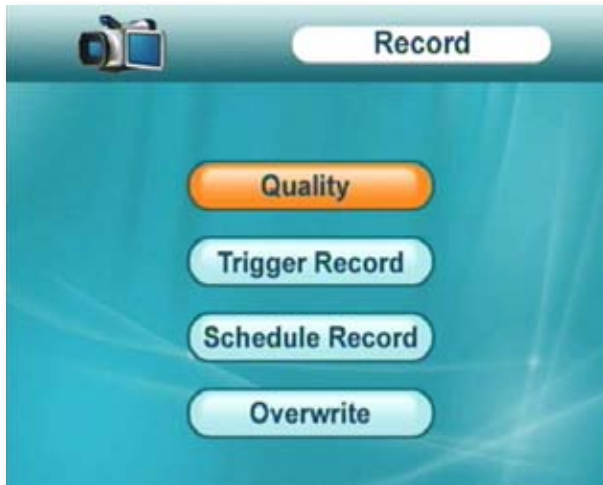 Record
Quality
Trigger Record
Schedule Record
Overwrite